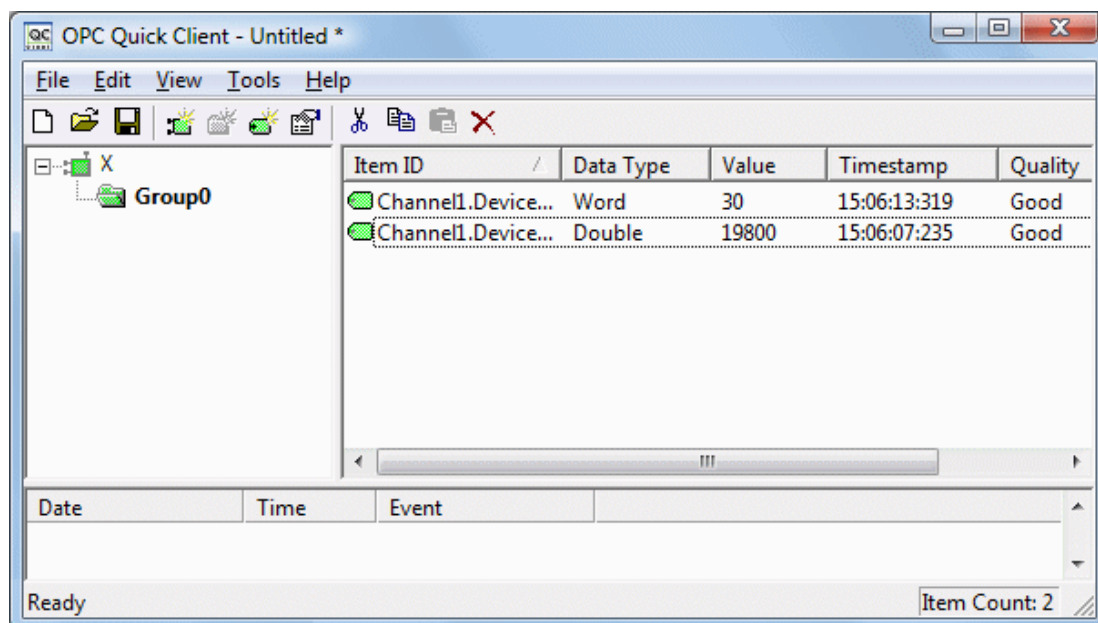 OPC Quick Client - Untitled *
File Edit View Tools Help
X
Group0
Item ID Data Type Value Timestamp Quality
Channel1.Device... Word 30 15:06:13:319 Good
Channel1.Device... Double 19800 15:06:07:235 Good
Date Time Event
Ready Item Count: 2